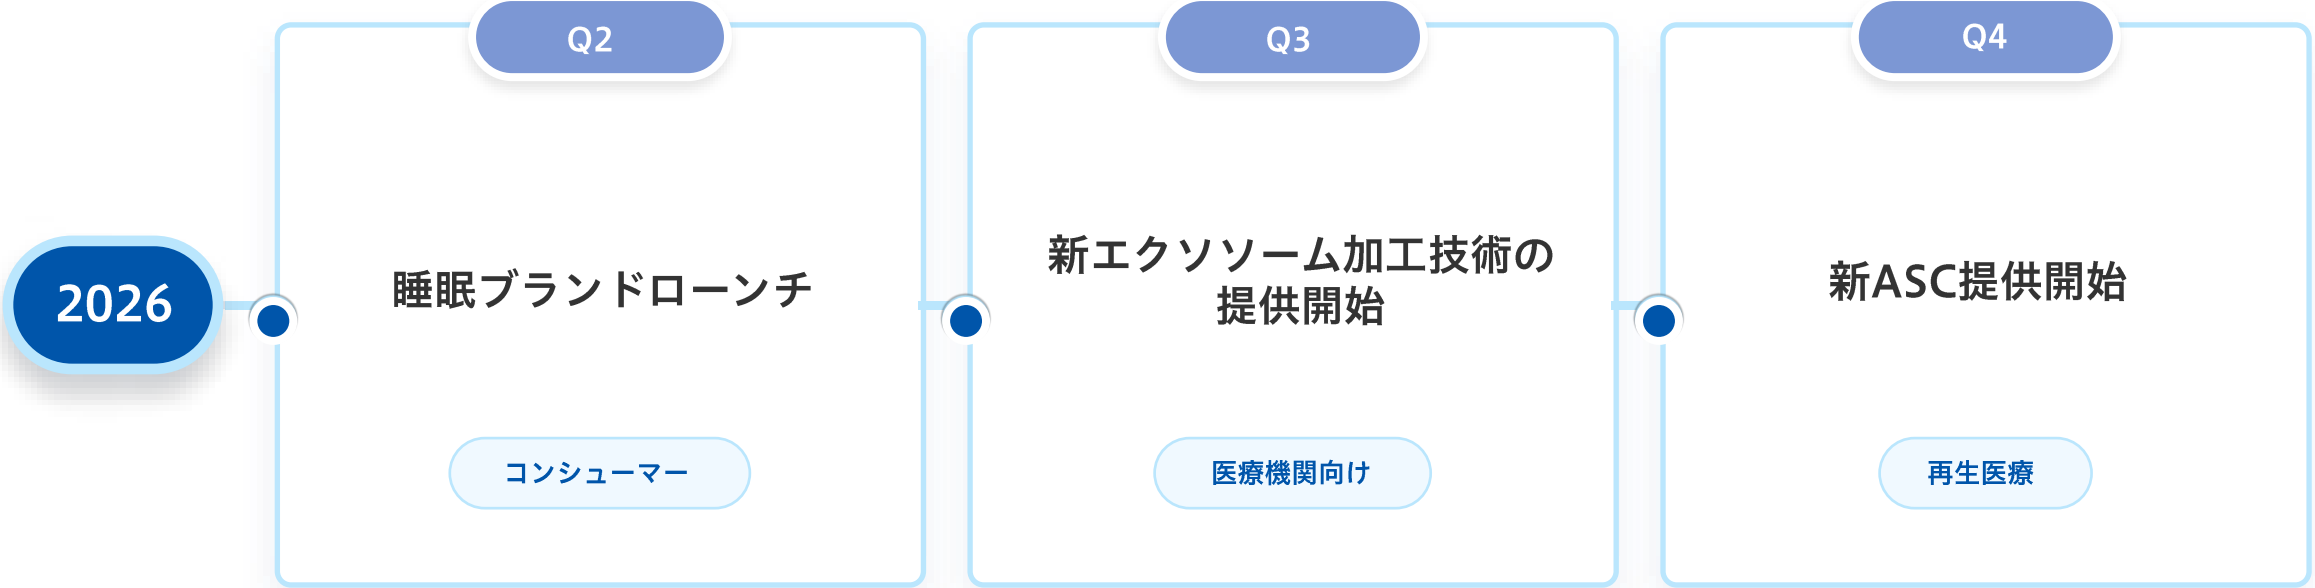 2026
Q2
睡眠ブランドローンチ
コンシューマー
Q3
新エクソソーム加工技術の
提供開始
医療機関向け
Q4
新ASC提供開始
再生医療